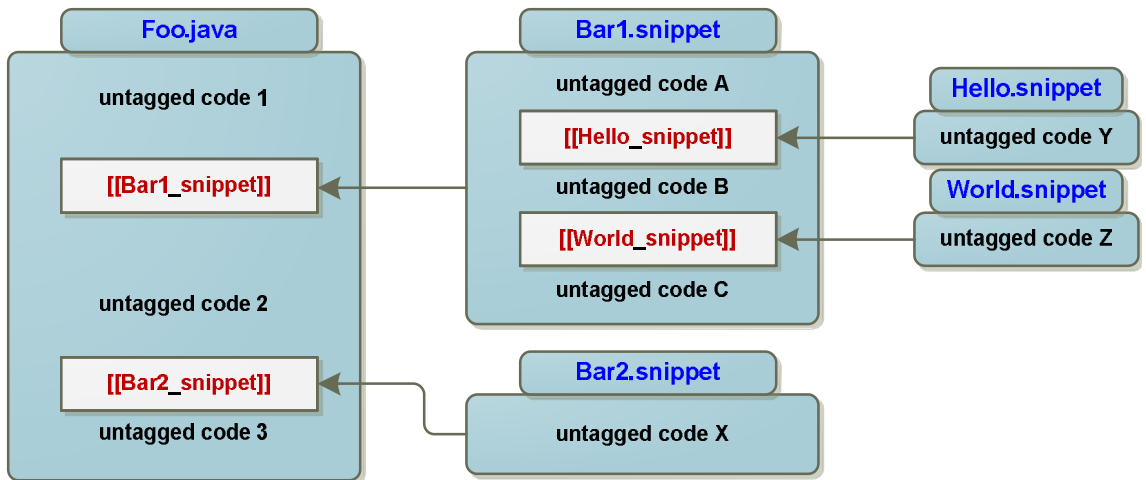 Foo.java
untagged code 1
[[Bar1_snippet]]
untagged code 2
[[Bar2_snippet]]
untagged code 3
Bar1.snippet
untagged code A
[[Hello_snippet]]
untagged code B
[[World_snippet]]
untagged code C
Bar2.snippet
untagged code X
Hello.snippet
untagged code Y
World.snippet
untagged code Z